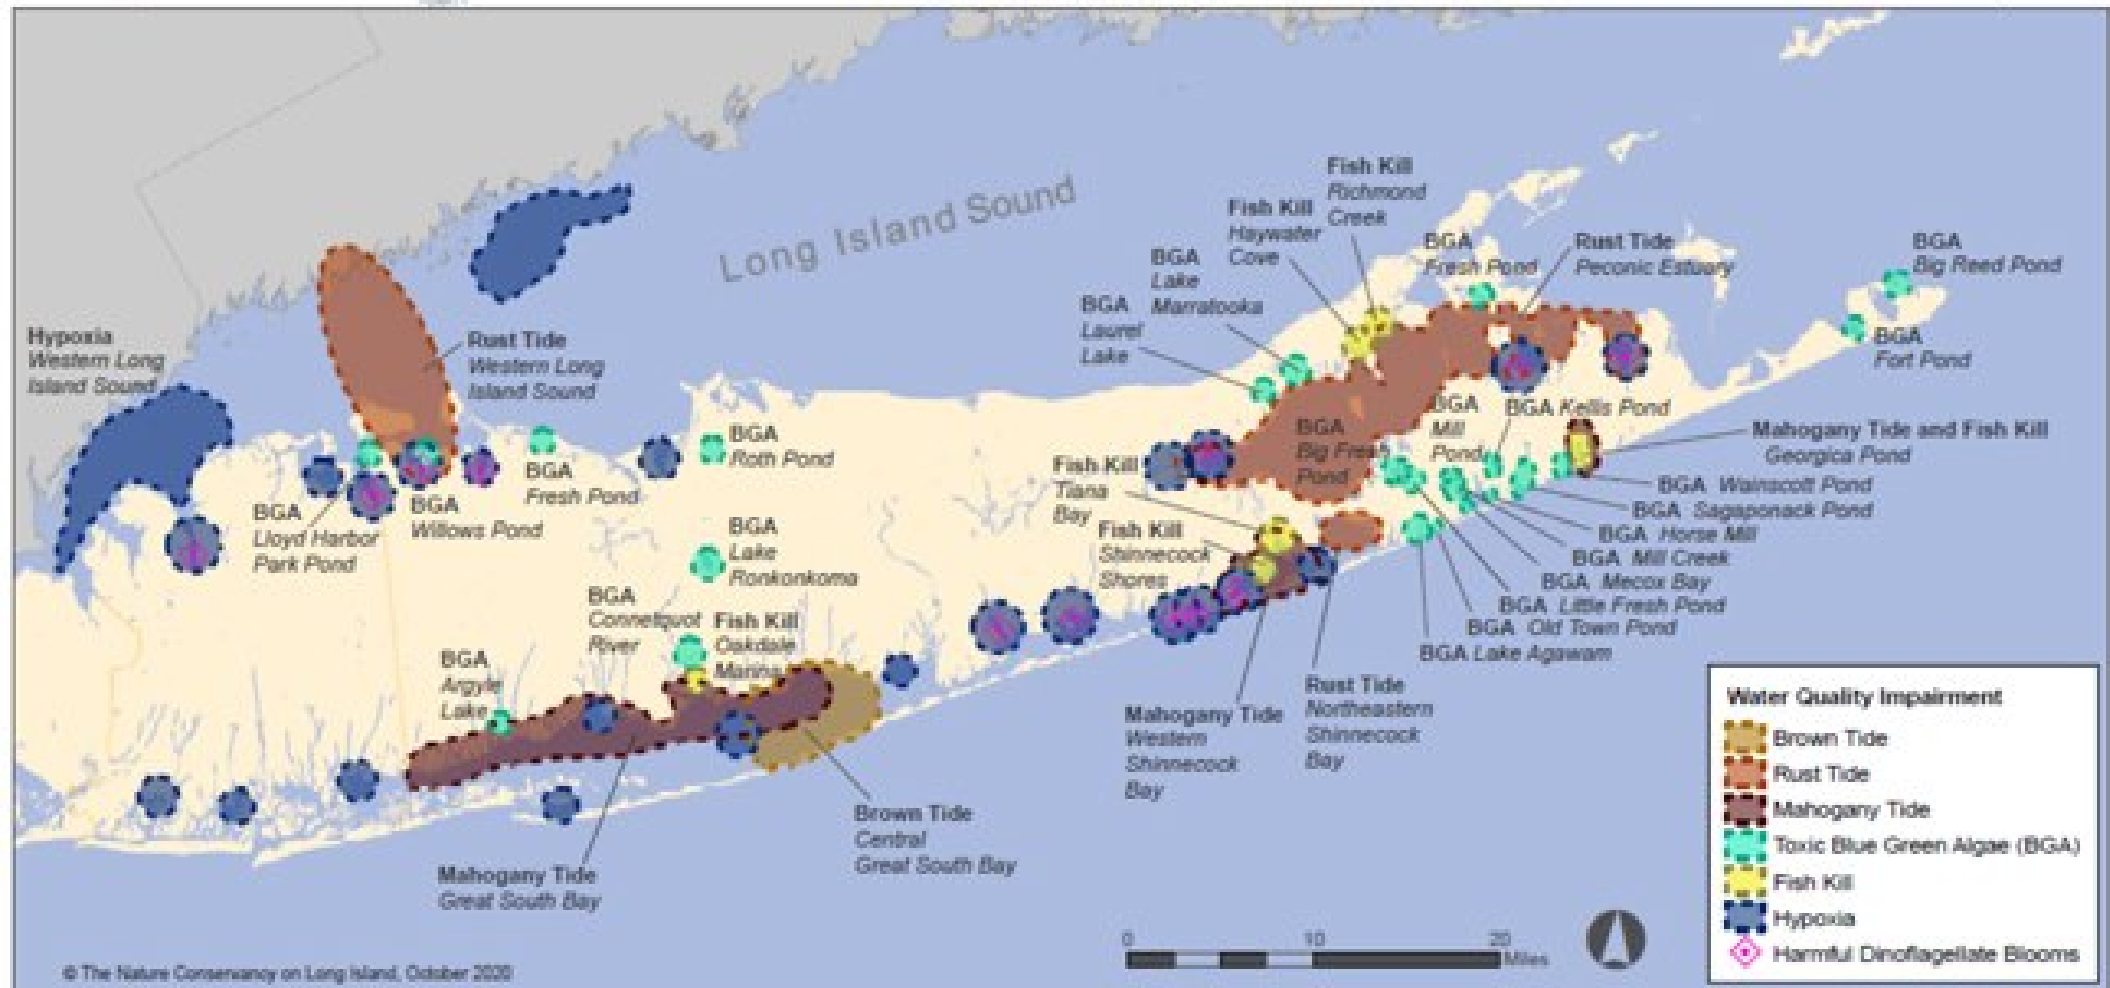 Long Island Sound
Hypoxia
Western Long
Island Sound
Rust Tide
Western Long
Island Sound
BGA
Lloyd Harbor
Park Pond
BGA
Willows Pond
BGA
Fresh Pond
BGA
Roth Pond
BGA
Lake
Ronkonkoma
BGA
Connetquot
River
Fish Kill
Oakdale
Marina
BGA
Argyle
Lake
Mahogany Tide
Great South Bay
Brown Tide
Central
Great South Bay
Fish Kill
Richmond
Creek
Fish Kill
Haywater
Cove
BGA
Lake
Marratooka
BGA
Laurel
Lake
BGA
Fresh Pond
Rust Tide
Peconic Estuary
BGA
Big Reed Pond
BGA
Fort Pond
BGA
Big Fresh
Pond
BGA
Mill
Pond
BGA Kellis Pond
Mahogany Tide and Fish Kill
Georgica Pond
BGA Wainscott Pond
BGA Sagaponack Pond
BGA Horse Mill
BGA Mill Creek
BGA Mecox Bay
BGA Little Fresh Pond
BGA Old Town Pond
BGA Lake Agawam
Fish Kill
Tiana
Bay
Fish Kill
Shinnecock
Shores
Mahogany Tide
Western
Shinnecock
Bay
Rust Tide
Northeastern
Shinnecock
Bay
Water Quality Impairment
Brown Tide
Rust Tide
Mahogany Tide
Toxic Blue Green Algae (BGA)
Fish Kill
Hypoxia
Harmful Dinoflagellate Blooms
0 10 20
Miles
© The Nature Conservancy on Long Island, October 2020